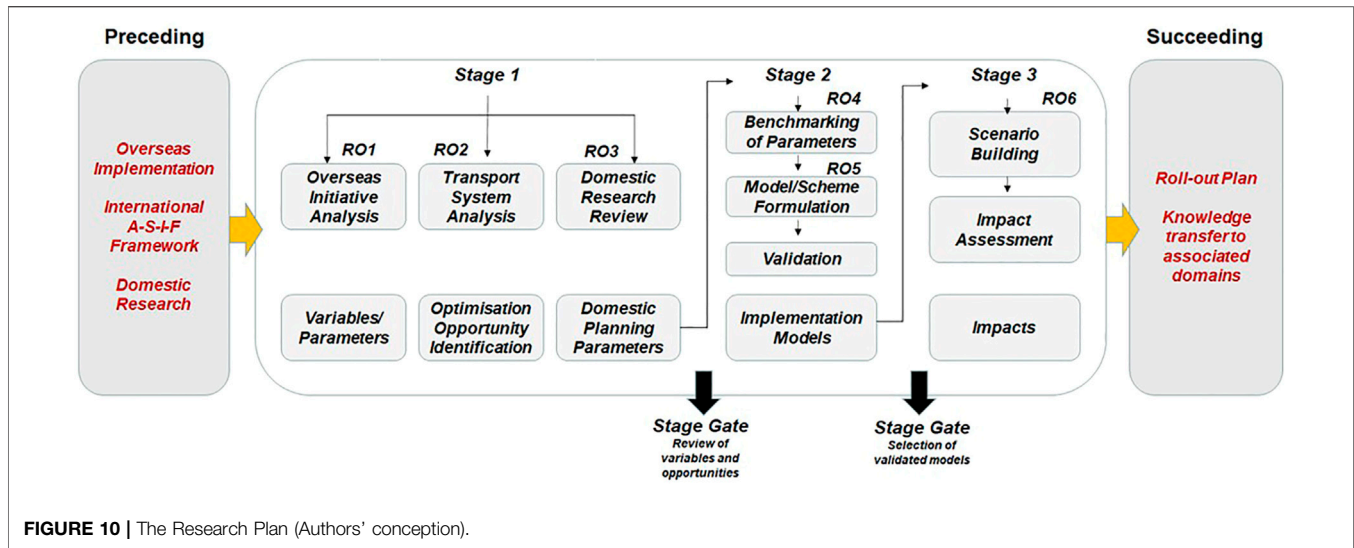 Preceding
Overseas
Implementation
International
A-S-I-F
Framework
Domestic
Research
Stage 1
RO1
Overseas
Initiative
Analysis
RO2
Transport
System
Analysis
RO3
Domestic
Research
Review
Variables/
Parameters
Optimisation
Opportunity
Identification
Domestic
Planning
Parameters
Stage 2
RO4
Benchmarking
of Parameters
RO5
Model/Scheme
Formulation
Validation
Implementation
Models
Stage 3
RO6
Scenario
Building
Impact
Assessment
Impacts
Stage Gate
Review of
variables and
opportunities
Stage Gate
Selection of
validated models
Succeeding
Roll-out Plan
Knowledge
transfer to
associated
domains
FIGURE 10 | The Research Plan (Authors' conception).